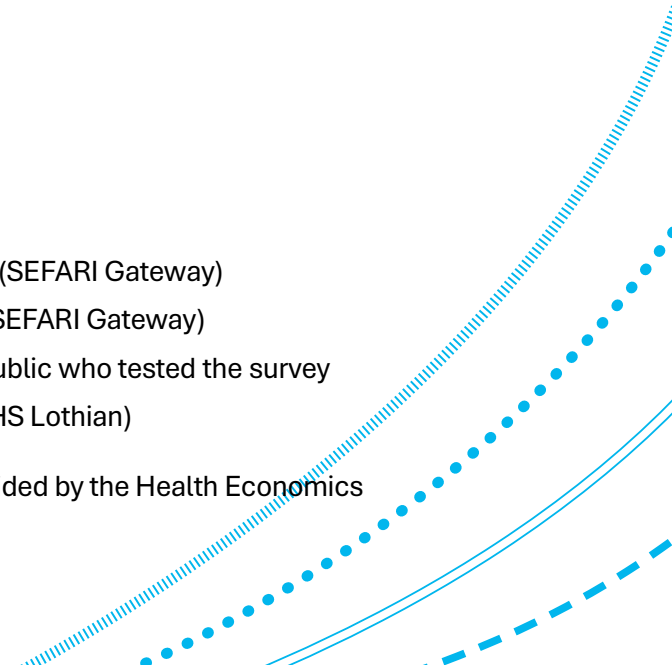 (SEFARI Gateway)
SEFARI Gateway)
ublic who tested the survey
HS Lothian)
ded by the Health Economics